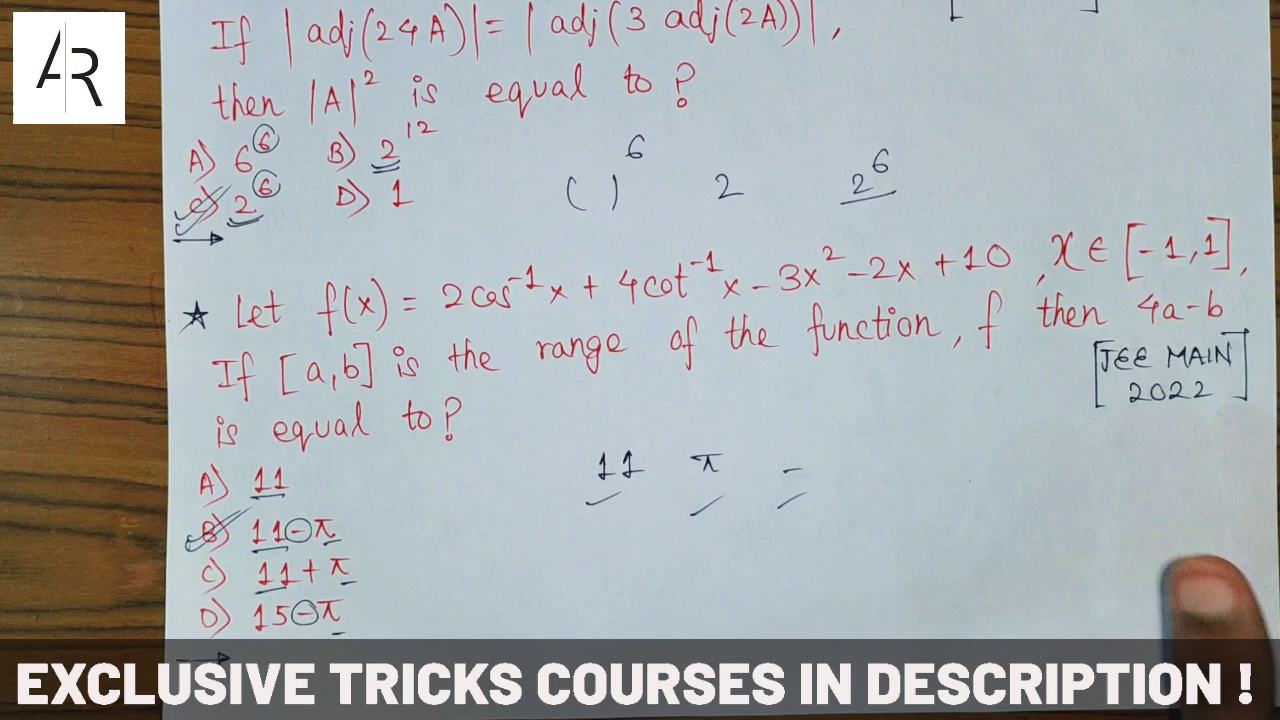 AR
If |adj(24A)| = |adj(3 adj(2A))|,
then |A|² is equal to ?
A) 6⁶ B) 2¹²
C) 2⁶ D) 1
( )⁶ 2 2⁶
★ Let f(x) = 2cos⁻¹x + 4cot⁻¹x - 3x² - 2x + 10, x ∈ [-1,1],
If [a,b] is the range of the function, f then 4a-b
is equal to ?
[JEE MAIN
2022]
A) 11
B) 11-π
C) 11+π
D) 15-π
11 π -
EXCLUSIVE TRICKS COURSES IN DESCRIPTION !